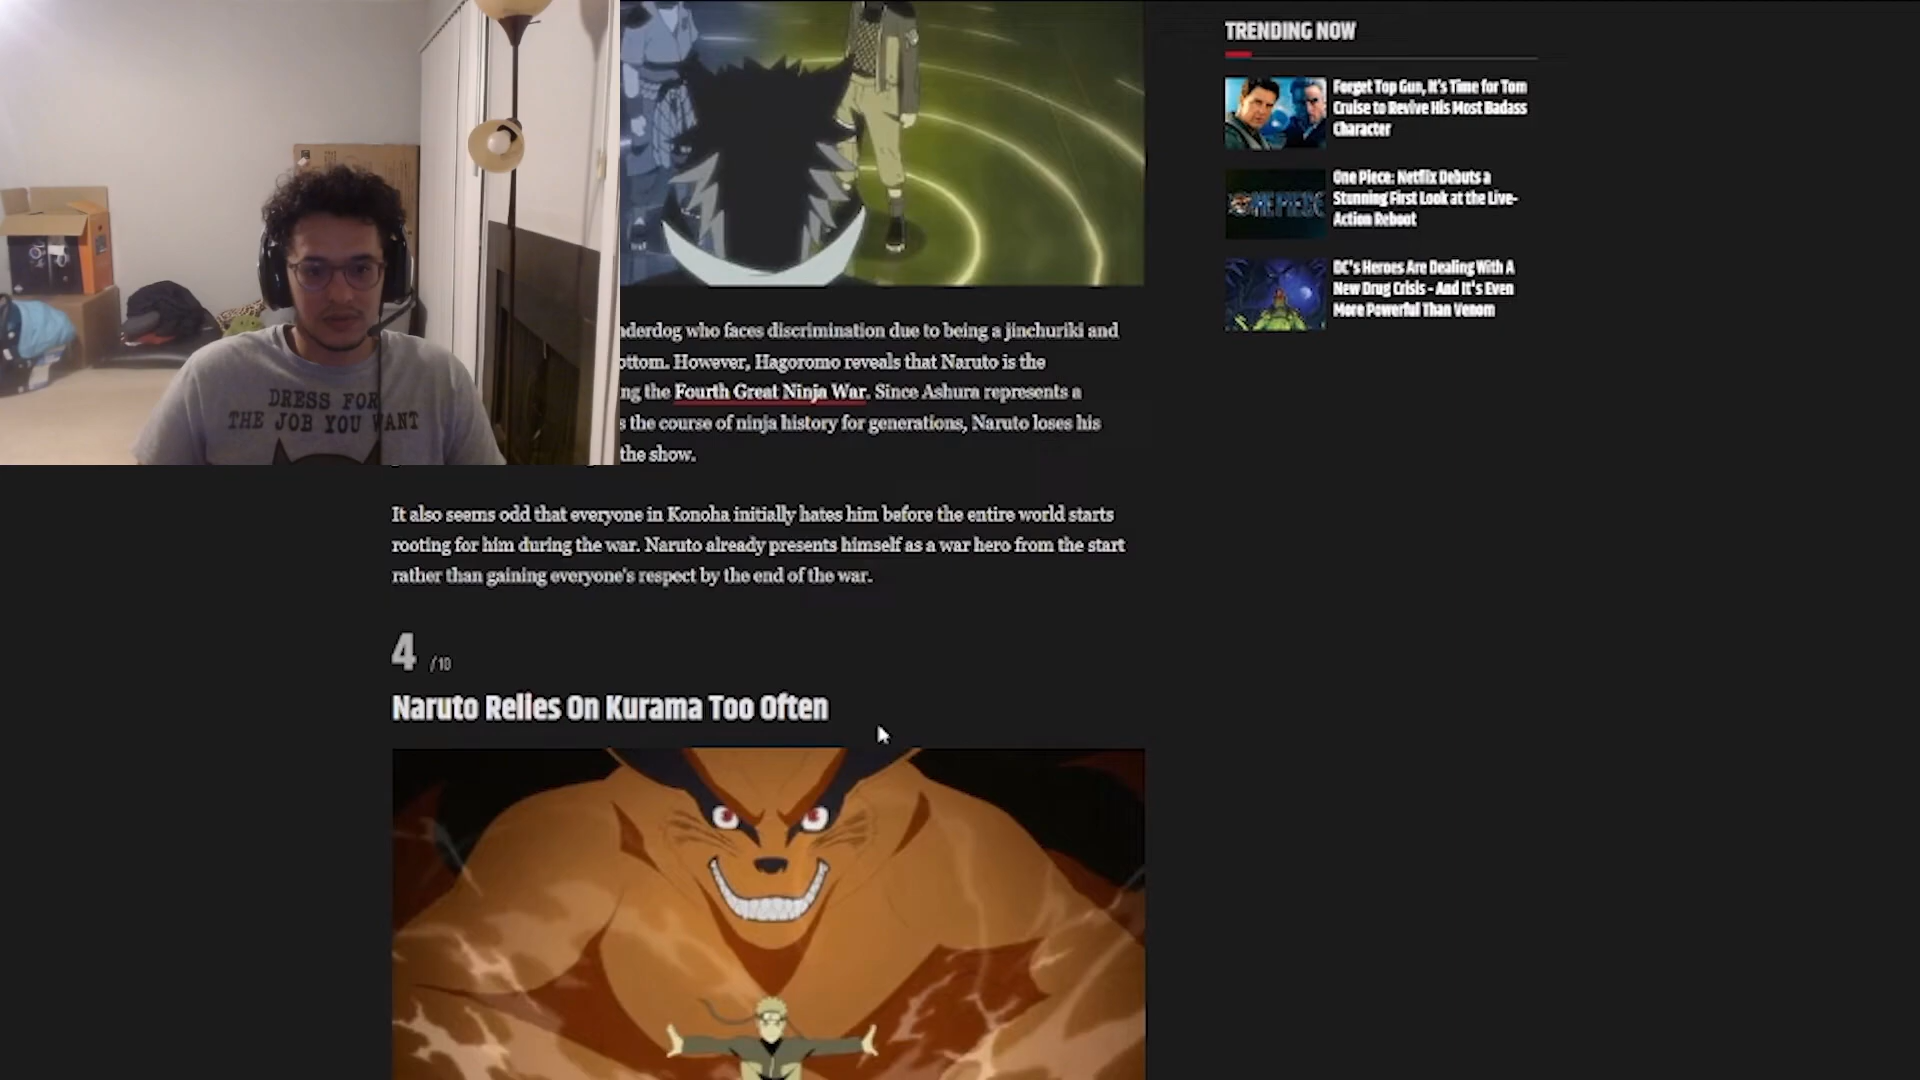 DRESS FOR
THE JOB YOU WANT
TRENDING NOW
Forget Top Gun, It's Time for Tom
Cruise to Revive His Most Badass
Character
ONE PIECE
One Piece: Netflix Debuts a
Stunning First Look at the Live-
Action Reboot
DC's Heroes Are Dealing With A
New Drug Crisis - And It's Even
More Powerful Than Venom
who faces discrimination due to being a jinchuriki and
However, Hagoromo reveals that Naruto is the
the Fourth Great Ninja War. Since Ashura represents a
the course of ninja history for generations, Naruto loses his
the show.
It also seems odd that everyone in Konoha initially hates him before the entire world starts
rooting for him during the war. Naruto already presents himself as a war hero from the start
rather than gaining everyone's respect by the end of the war.
4 /10
Naruto Relies On Kurama Too Often